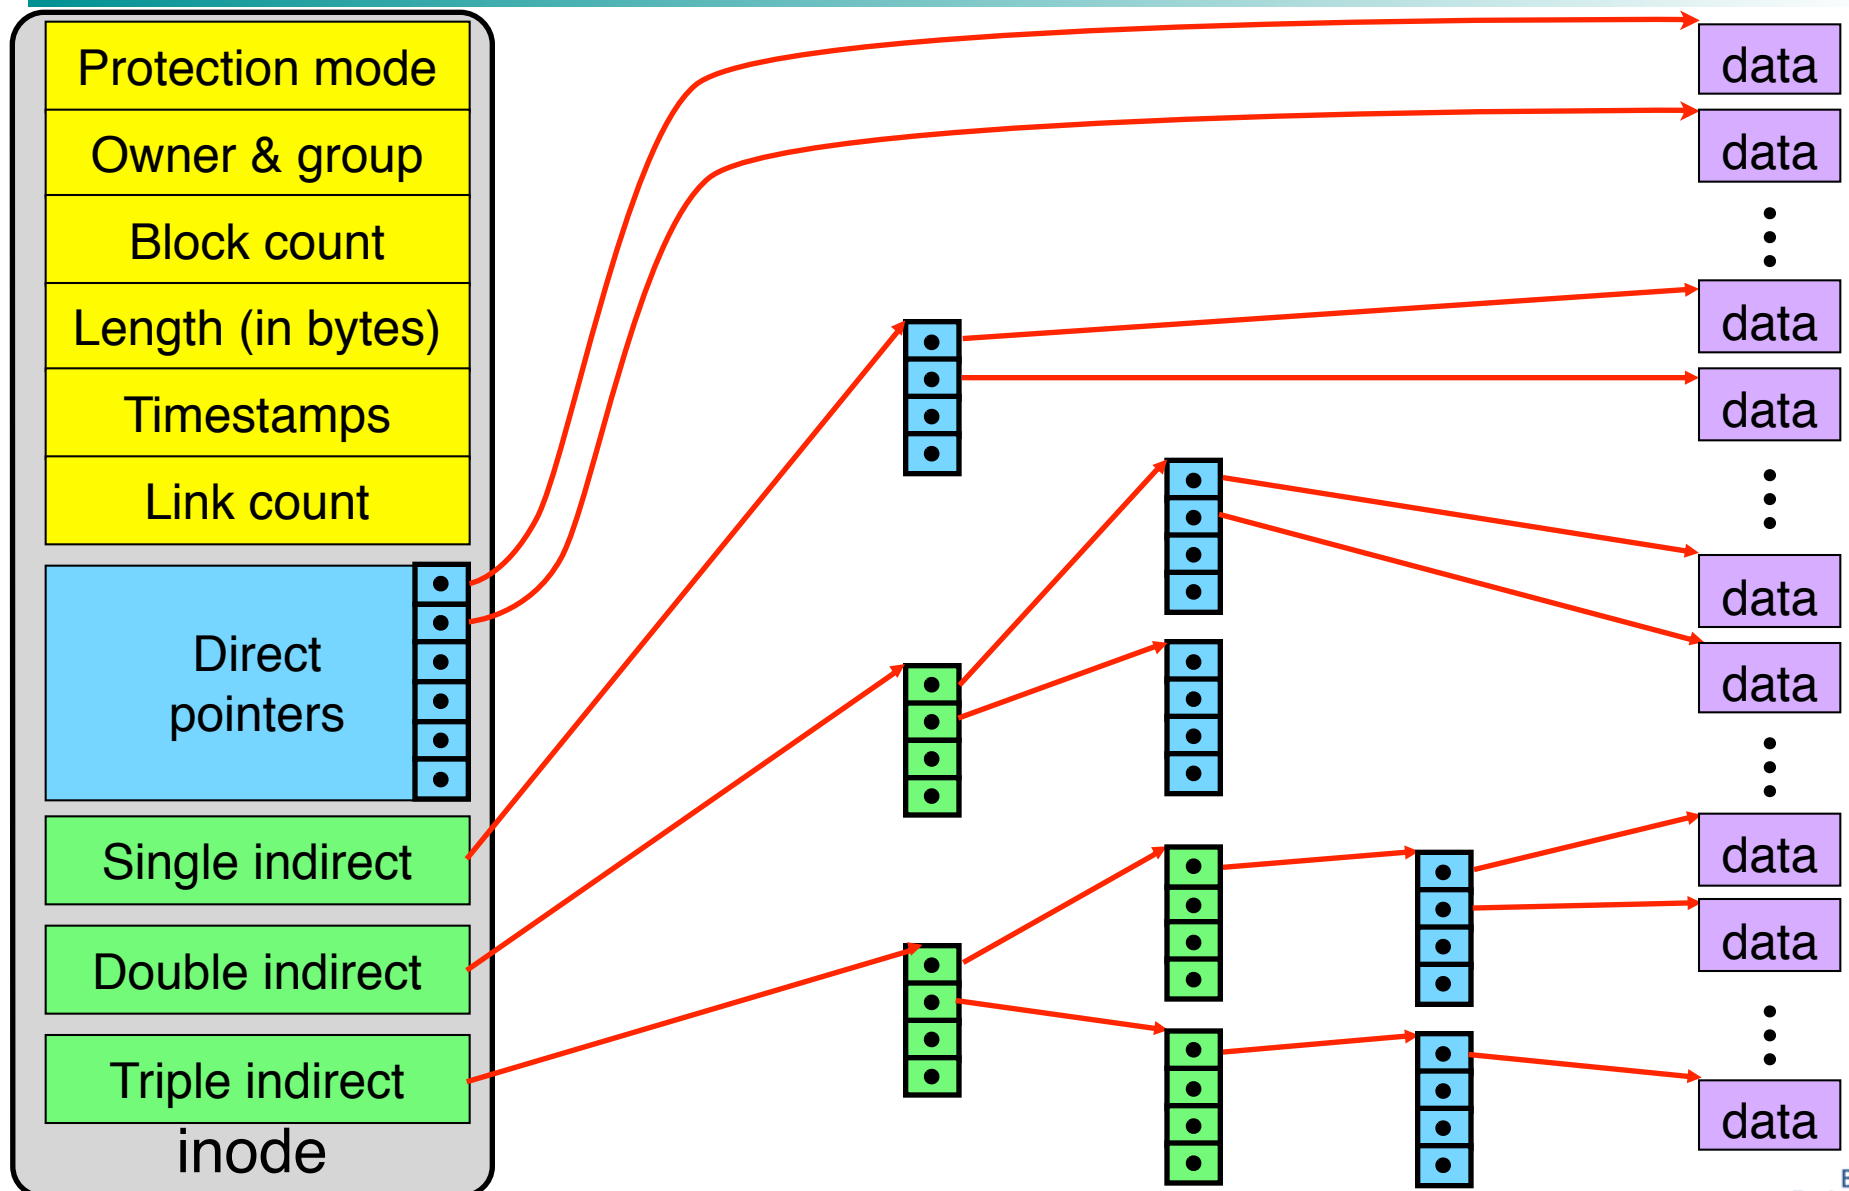 Protection mode
Owner & group
Block count
Length (in bytes)
Timestamps
Link count
Direct
pointers
Single indirect
Double indirect
Triple indirect
inode
data
data
data
data
data
data
data
data
data